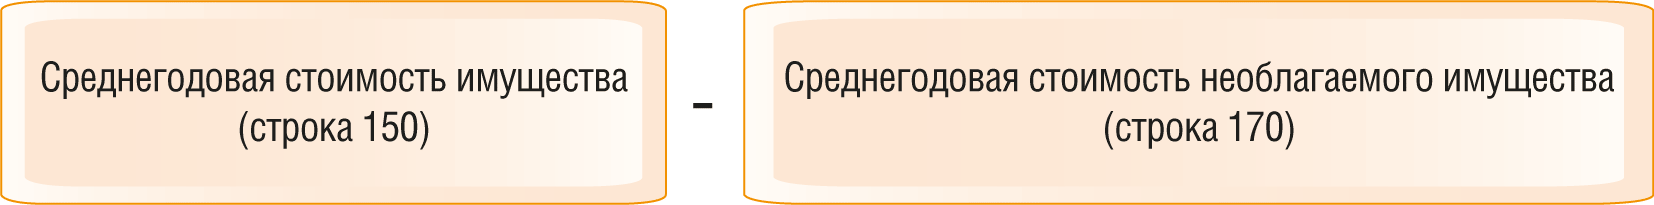 Среднегодовая стоимость имущества
(строка 150)
–
Среднегодовая стоимость необлагаемого имущества
(строка 170)